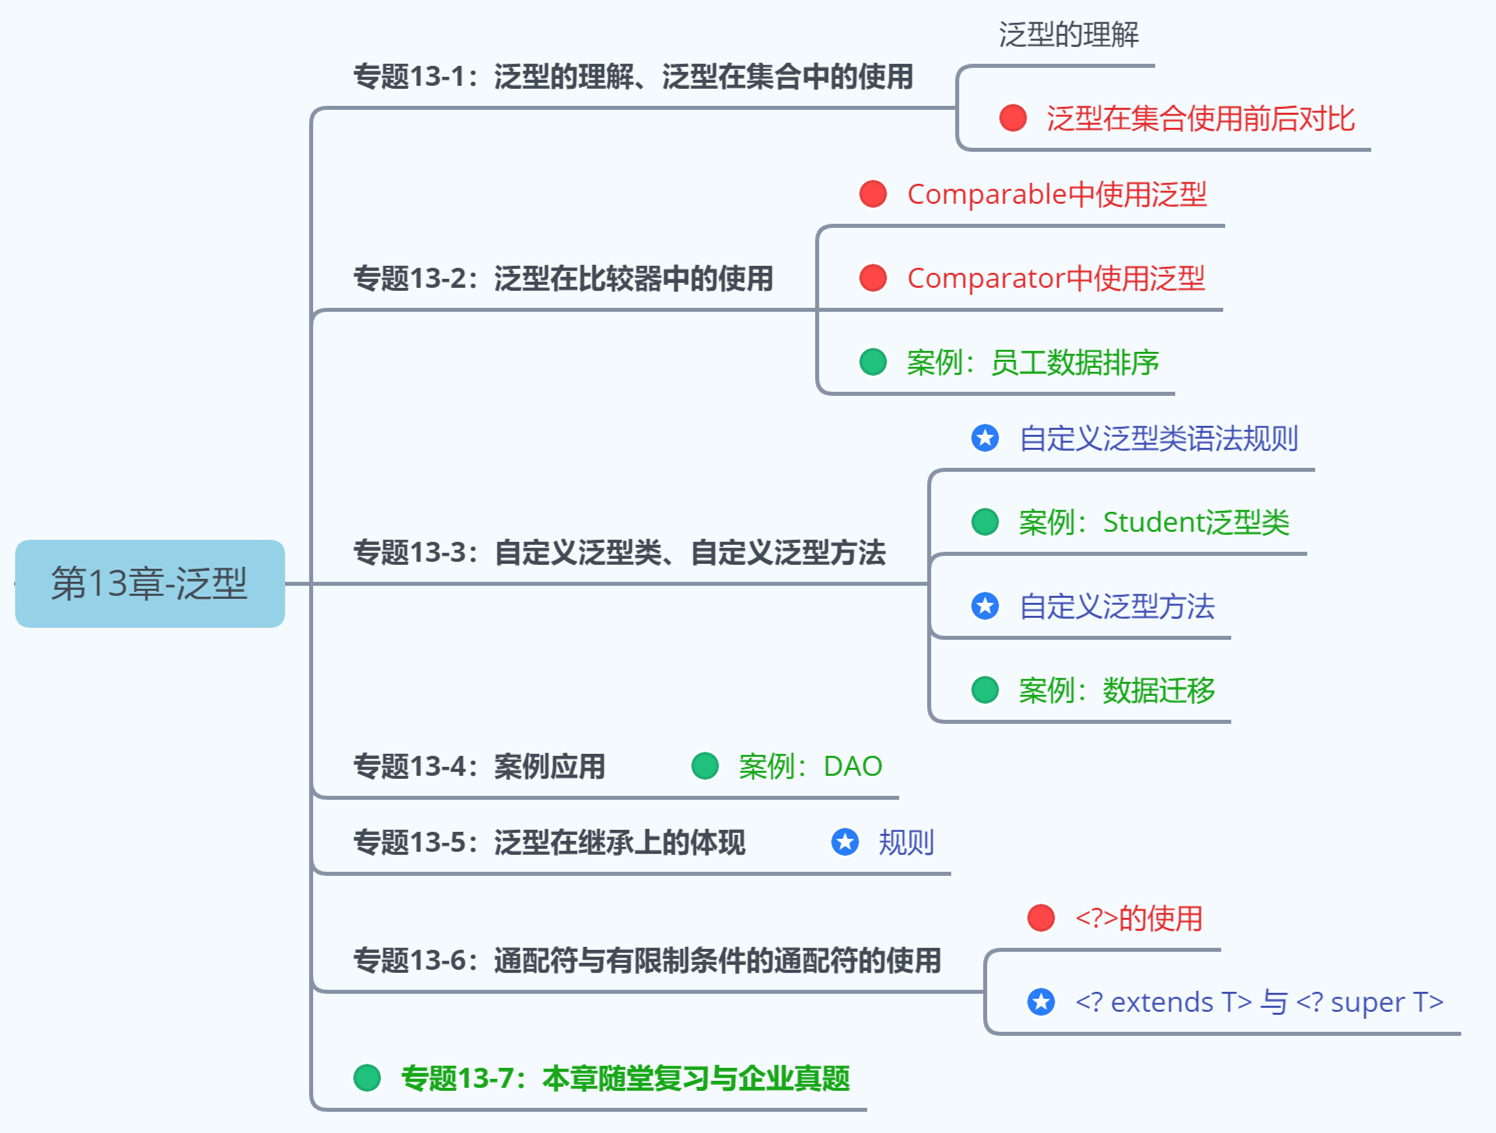 第13章-泛型
专题13-1：泛型的理解、泛型在集合中的使用
泛型的理解
泛型在集合使用前后对比
专题13-2：泛型在比较器中的使用
Comparable中使用泛型
Comparator中使用泛型
案例：员工数据排序
专题13-3：自定义泛型类、自定义泛型方法
自定义泛型类语法规则
案例：Student泛型类
自定义泛型方法
案例：数据迁移
专题13-4：案例应用
案例：DAO
专题13-5：泛型在继承上的体现
规则
专题13-6：通配符与有限制条件的通配符的使用
<?>的使用
<? extends T> 与 <? super T>
专题13-7：本章随堂复习与企业真题